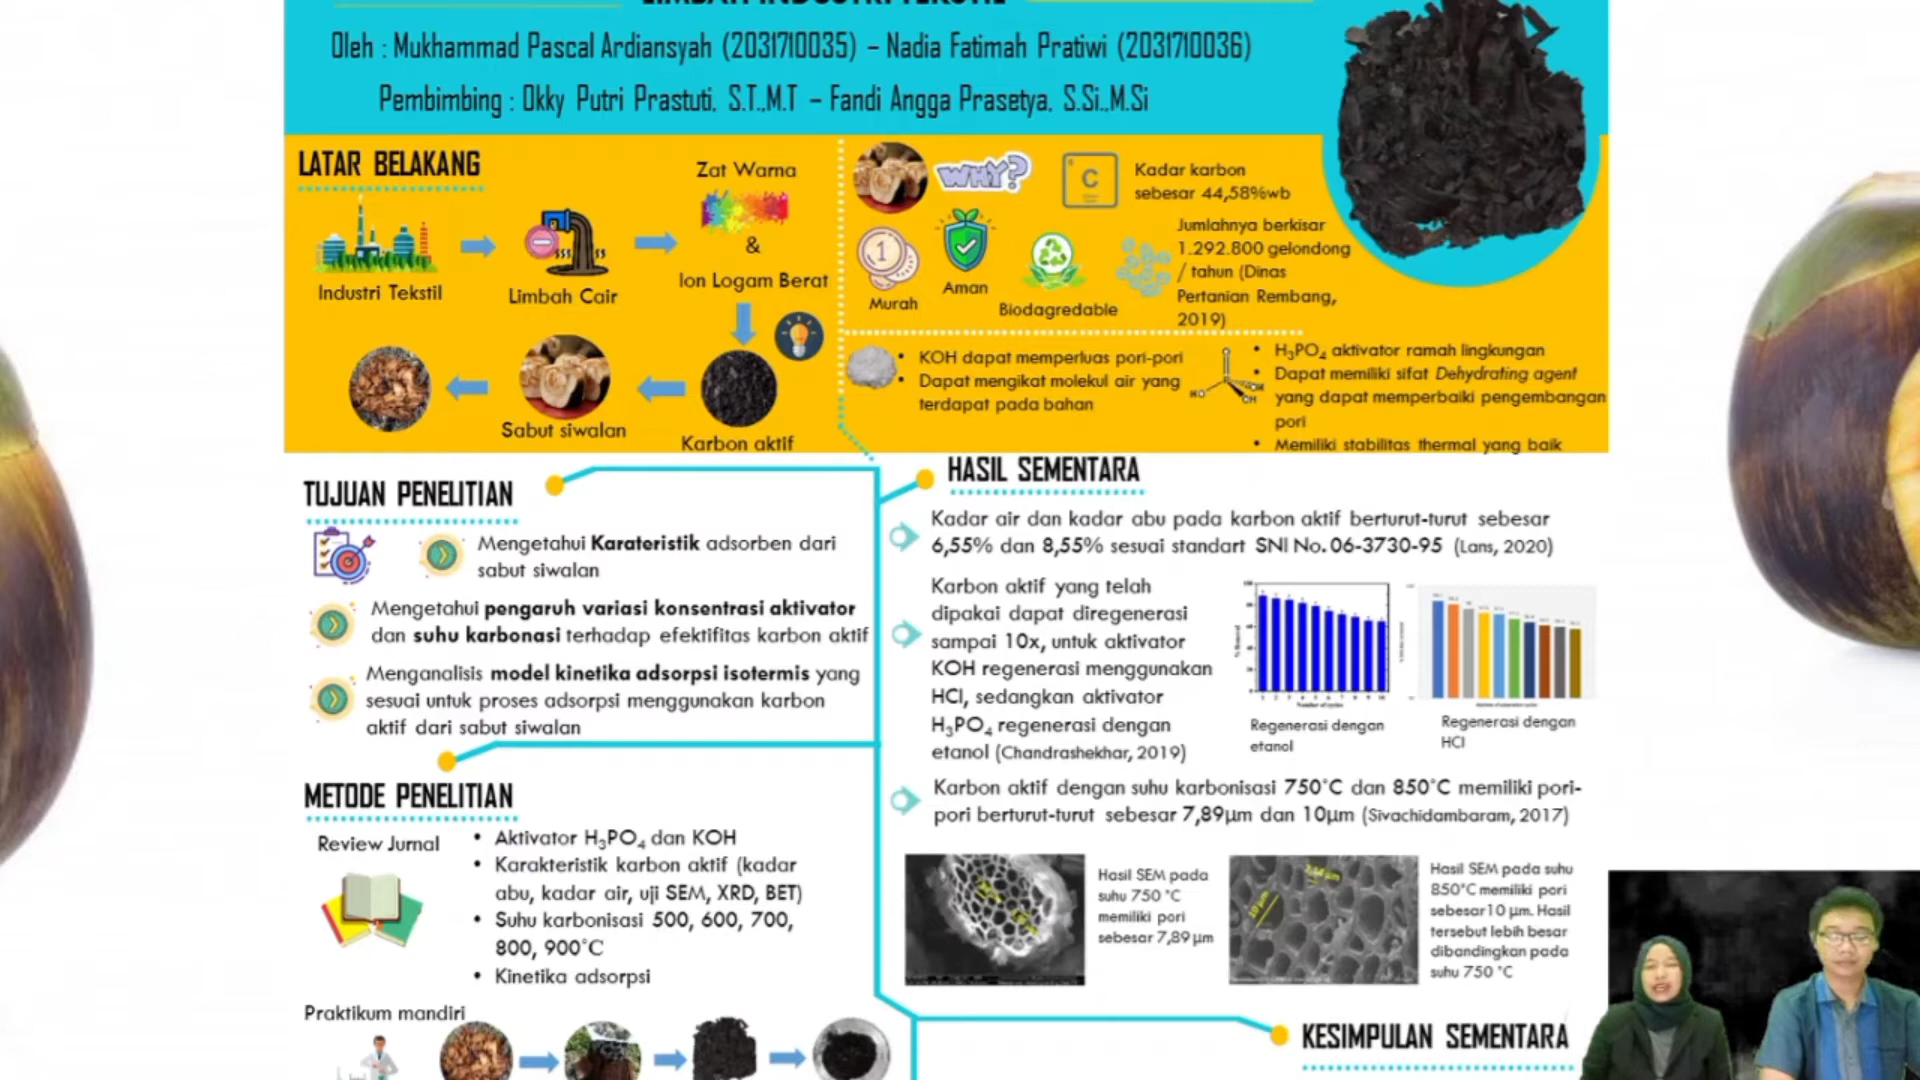 LIMBAH INDUSTRI TEKSTIL
Oleh : Mukhammad Pascal Ardiansyah (2031710035) – Nadia Fatimah Pratiwi (2031710036)
Pembimbing : Okky Putri Prastuti. S.T.,M.T – Fandi Angga Prasetya. S.Si.,M.Si
LATAR BELAKANG
Industri Tekstil
Limbah Cair
Zat Warna
&
Ion Logam Berat
Sabut siwalan
Karbon aktif
WHY?
C
Kadar karbon
sebesar 44,58%wb
1
Murah
Aman
Biodagredable
Jumlahnya berkisar
1.292.800 gelondong
/ tahun (Dinas
Pertanian Rembang,
2019)
• KOH dapat memperluas pori-pori
• Dapat mengikat molekul air yang
terdapat pada bahan
HO
OH
OH
• H₃PO₄ aktivator ramah lingkungan
• Dapat memiliki sifat Dehydrating agent
yang dapat memperbaiki pengembangan
pori
• Memiliki stabilitas thermal yang baik
TUJUAN PENELITIAN
Mengetahui Karateristik adsorben dari
sabut siwalan
Mengetahui pengaruh variasi konsentrasi aktivator
dan suhu karbonasi terhadap efektifitas karbon aktif
Menganalisis model kinetika adsorpsi isotermis yang
sesuai untuk proses adsorpsi menggunakan karbon
aktif dari sabut siwalan
METODE PENELITIAN
Review Jurnal
• Aktivator H₃PO₄ dan KOH
• Karakteristik karbon aktif (kadar
abu, kadar air, uji SEM, XRD, BET)
• Suhu karbonisasi 500, 600, 700,
800, 900°C
• Kinetika adsorpsi
Praktikum mandiri
HASIL SEMENTARA
Kadar air dan kadar abu pada karbon aktif berturut-turut sebesar
6,55% dan 8,55% sesuai standart SNI No. 06-3730-95 (Lans, 2020)
Karbon aktif yang telah
dipakai dapat diregenerasi
sampai 10x, untuk aktivator
KOH regenerasi menggunakan
HCl, sedangkan aktivator
H₃PO₄ regenerasi dengan
etanol (Chandrashekhar, 2019)
Number of cycles
Regenerasi dengan
etanol
Regenerasi dengan
HCl
Karbon aktif dengan suhu karbonisasi 750°C dan 850°C memiliki pori-
pori berturut-turut sebesar 7,89µm dan 10µm (Sivachidambaram, 2017)
Hasil SEM pada
suhu 750 °C
memiliki pori
sebesar 7,89 µm
10 µm
Hasil SEM pada suhu
850°C memiliki pori
sebesar10 µm. Hasil
tersebut lebih besar
dibandingkan pada
suhu 750 °C
KESIMPULAN SEMENTARA